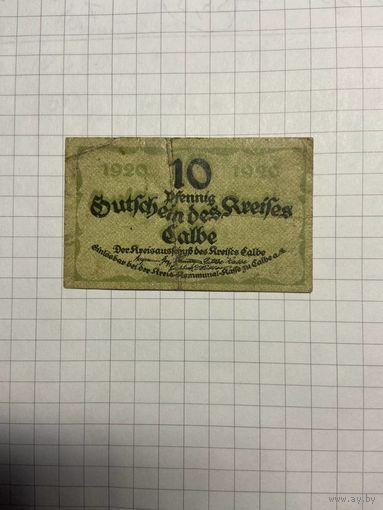 1920 10 1920
Pfennig
Gutschein des Kreises
Calbe
Der Kreisausschuß des Kreises Calbe
Einlösbar bei der Kreis-Kommunal-Kasse zu Calbe a.S.
www.ay.by